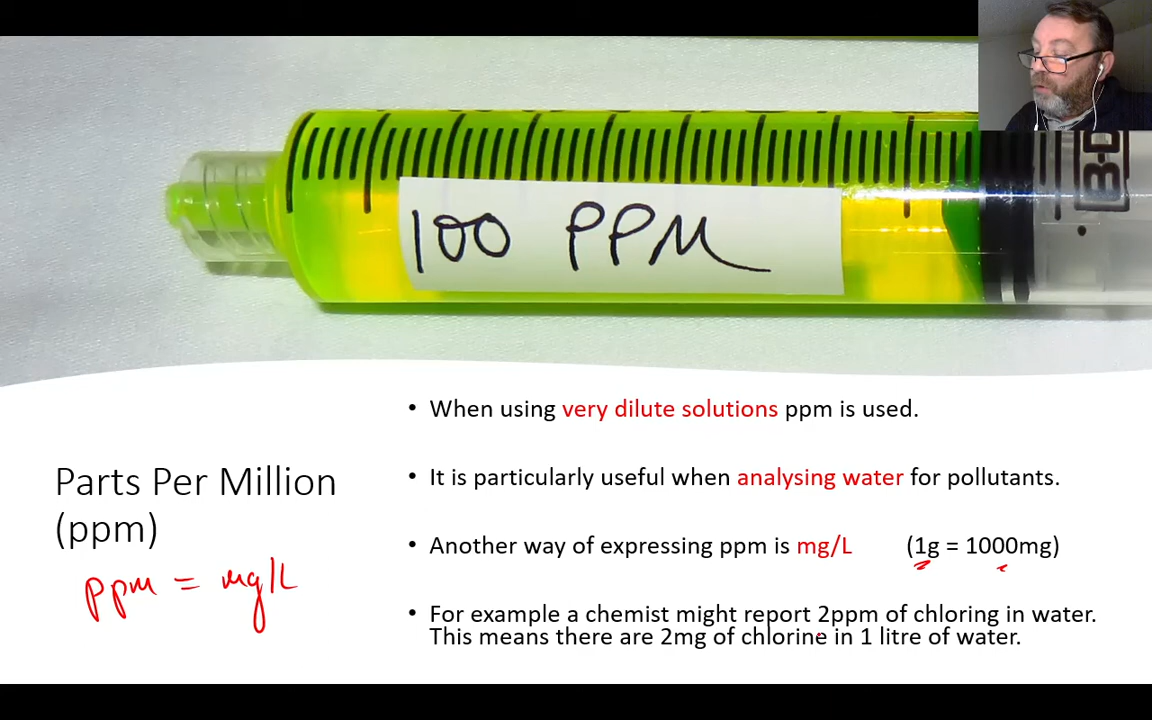 100 PPM
B-D
Parts Per Million
(ppm)
ppm = mg/L
• When using very dilute solutions ppm is used.
• It is particularly useful when analysing water for pollutants.
• Another way of expressing ppm is mg/L (1g = 1000mg)
• For example a chemist might report 2ppm of chloring in water.
This means there are 2mg of chlorine in 1 litre of water.